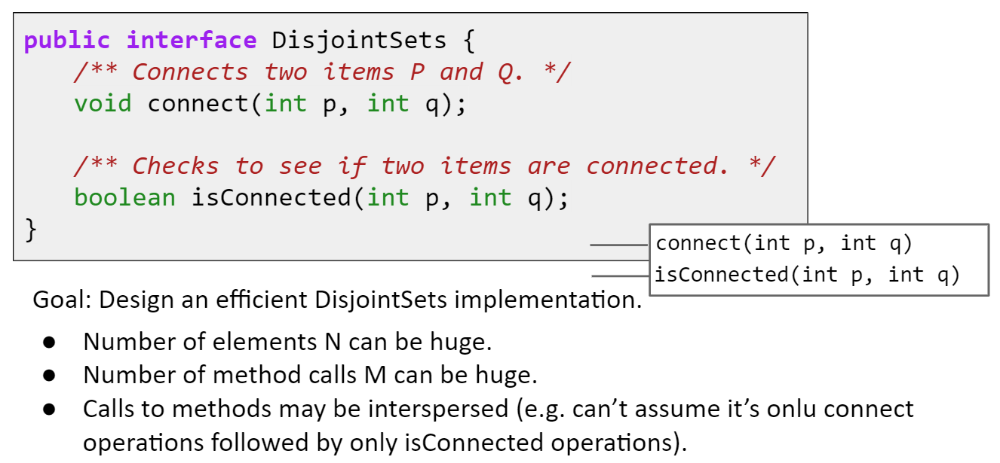 public interface DisjointSets {
/** Connects two items P and Q. */
void connect(int p, int q);
/** Checks to see if two items are connected. */
boolean isConnected(int p, int q);
}
connect(int p, int q)
isConnected(int p, int q)
Goal: Design an efficient DisjointSets implementation.
● Number of elements N can be huge.
● Number of method calls M can be huge.
● Calls to methods may be interspersed (e.g. can’t assume it’s onlu connect
operations followed by only isConnected operations).